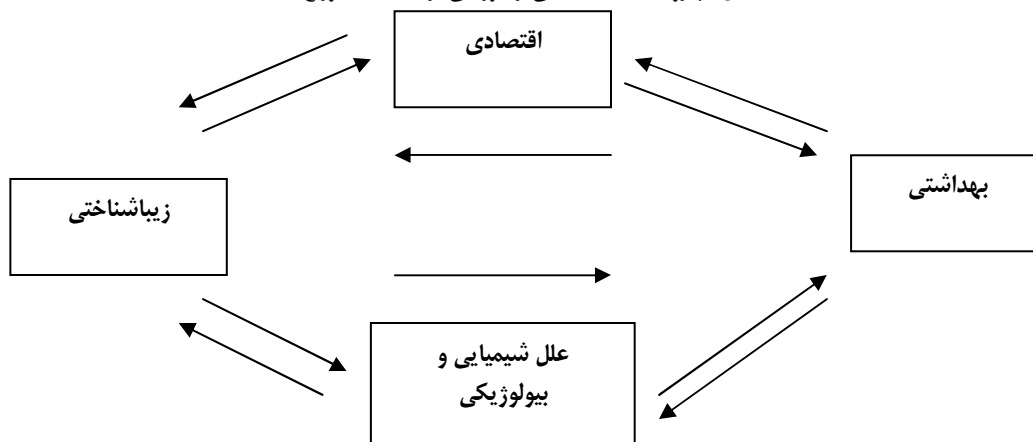 اقتصادی
بهداشتی
زیباشناختی
علل شیمیایی و
بیولوژیکی